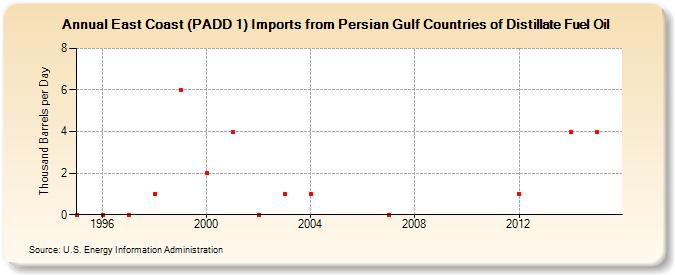 Annual East Coast (PADD 1) Imports from Persian Gulf Countries of Distillate Fuel Oil
Thousand Barrels per Day
8
6
4
2
0
1996 2000 2004 2008 2012
Source: U.S. Energy Information Administration